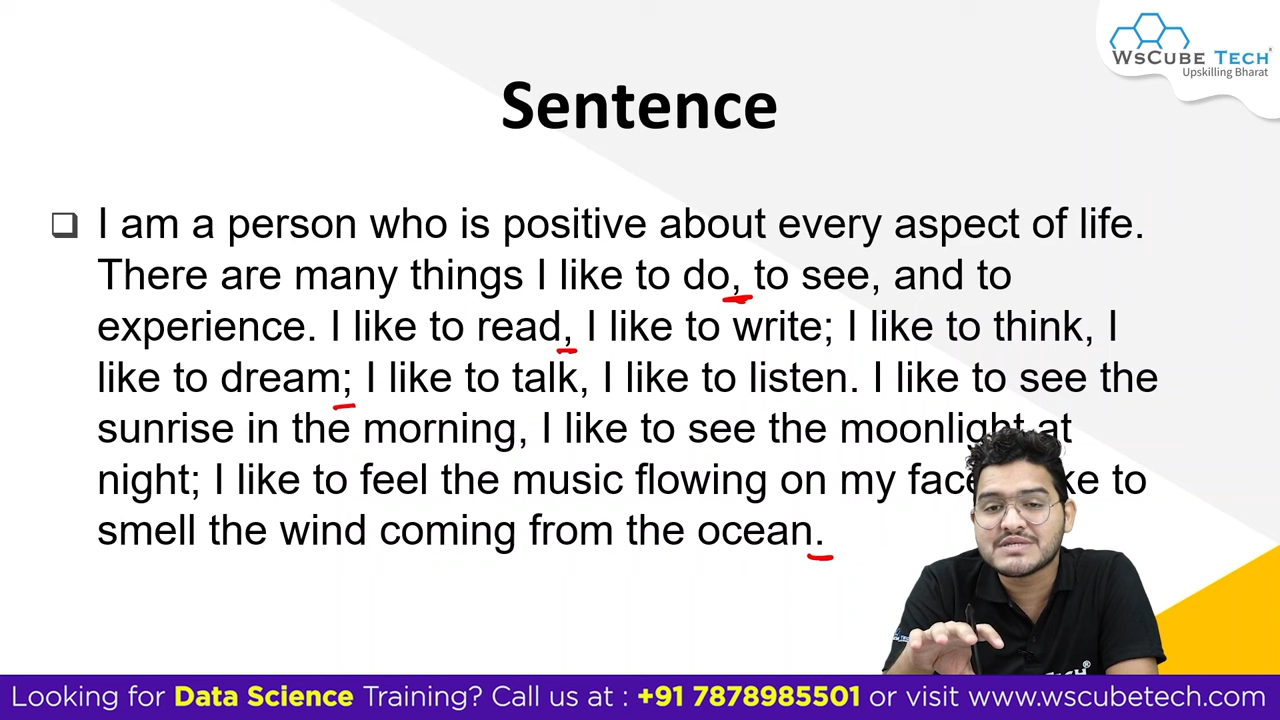 WsCube Tech
Upskilling Bharat
Sentence
I am a person who is positive about every aspect of life.
There are many things I like to do, to see, and to
experience. I like to read, I like to write; I like to think, I
like to dream; I like to talk, I like to listen. I like to see the
sunrise in the morning, I like to see the moonlight at
night; I like to feel the music flowing on my face to
smell the wind coming from the ocean.
Looking for Data Science Training? Call us at : +91 7878985501 or visit www.wscubetech.com